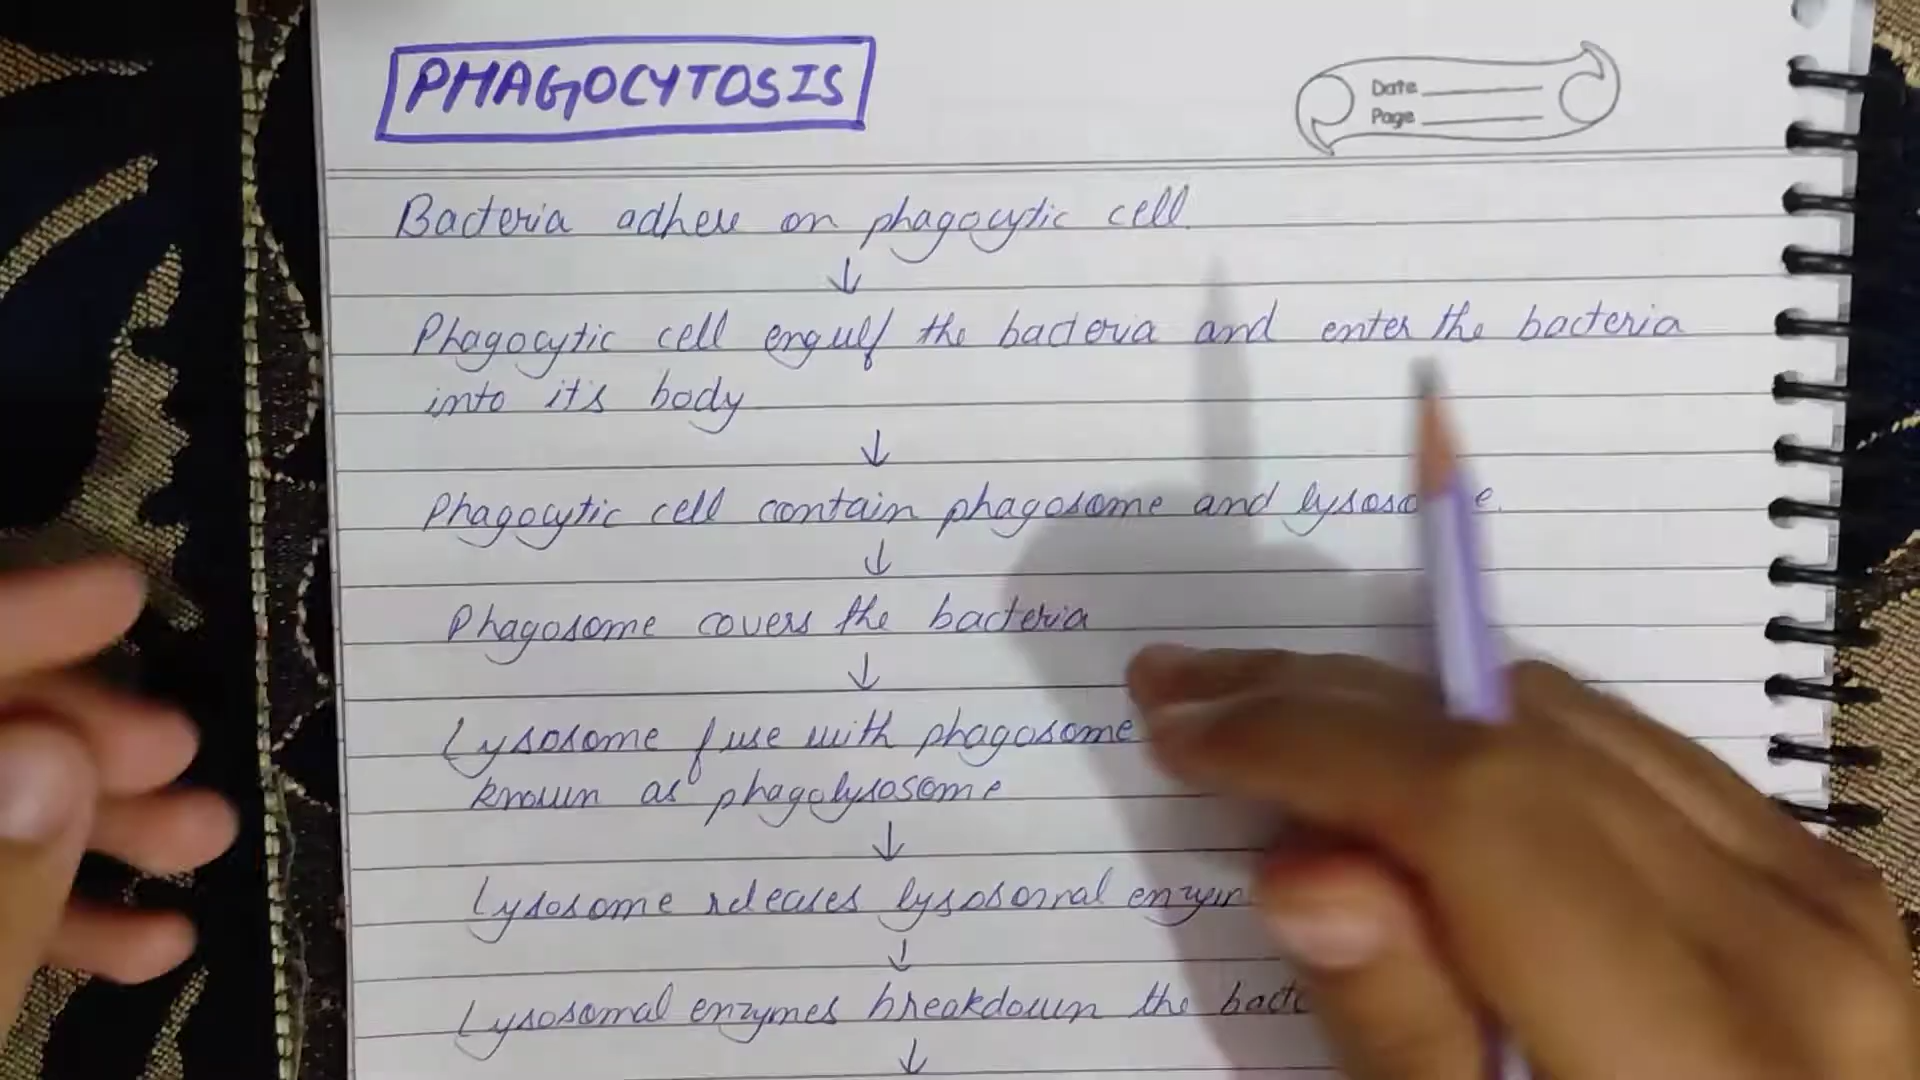 PHAGOCYTOSIS
Date
Page
Bacteria adhere on phagocytic cell.
Phagocytic cell engulf the bacteria and enter the bacteria
into it's body
↓
Phagocytic cell contain phagosome and
↓
Phagosome covers the bacteria
↓
Lysosome fuse with phagosome
known as phagolysosome
↓
Lysosome releases lysosomal
↓
Lysosomal enzymes breakdown the
↓